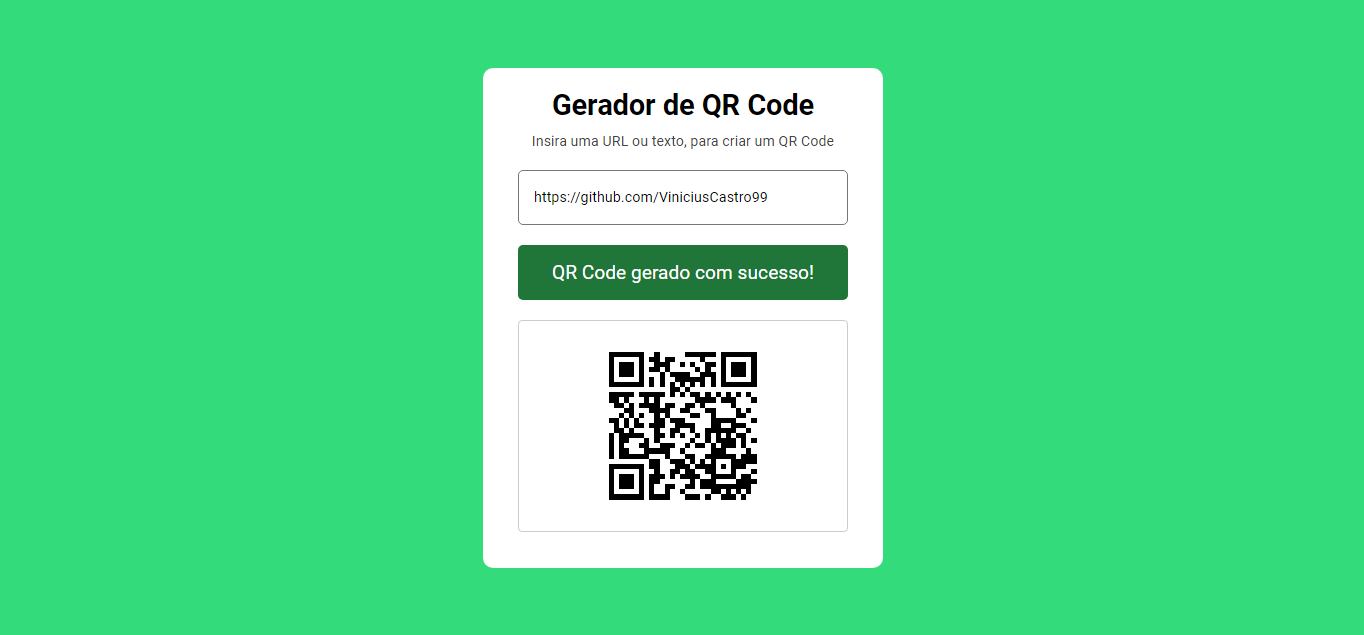 Gerador de QR Code
Insira uma URL ou texto, para criar um QR Code
https://github.com/ViniciusCastro99
QR Code gerado com sucesso!